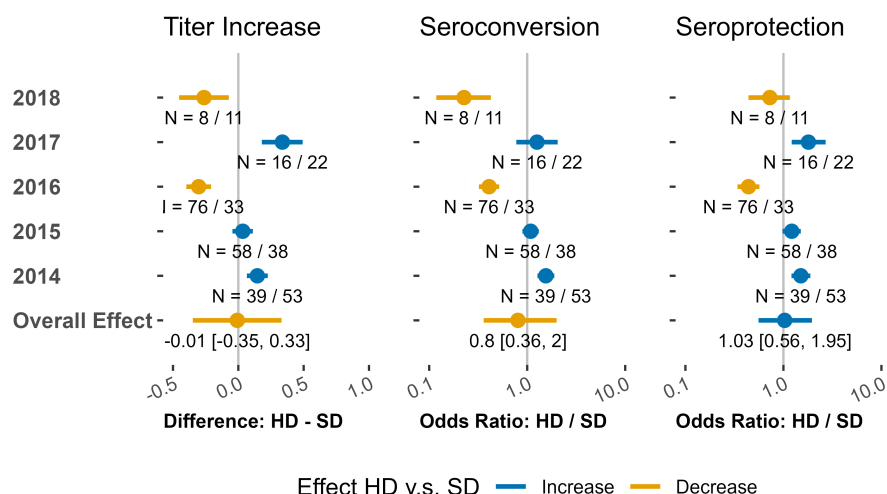 Titer Increase Seroconversion Seroprotection
2018
N = 8 / 11 N = 8 / 11 N = 8 / 11
2017
N = 16 / 22 N = 16 / 22 N = 16 / 22
2016
I = 76 / 33 N = 76 / 33 N = 76 / 33
2015
N = 58 / 38 N = 58 / 38 N = 58 / 38
2014
N = 39 / 53 N = 39 / 53 N = 39 / 53
Overall Effect
-0.01 [-0.35, 0.33] 0.8 [0.36, 2] 1.03 [0.56, 1.95]
-0.5 0.0 0.5 1.0 0.1 1.0 10.0 0.1 1.0 10.0
Difference: HD - SD Odds Ratio: HD / SD Odds Ratio: HD / SD
Effect HD v.s. SD Increase Decrease